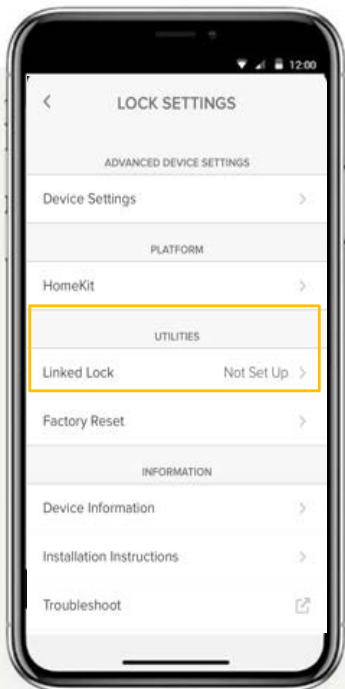 12:00
LOCK SETTINGS
ADVANCED DEVICE SETTINGS
Device Settings
PLATFORM
HomeKit
UTILITIES
Linked Lock Not Set Up
Factory Reset
INFORMATION
Device Information
Installation Instructions
Troubleshoot